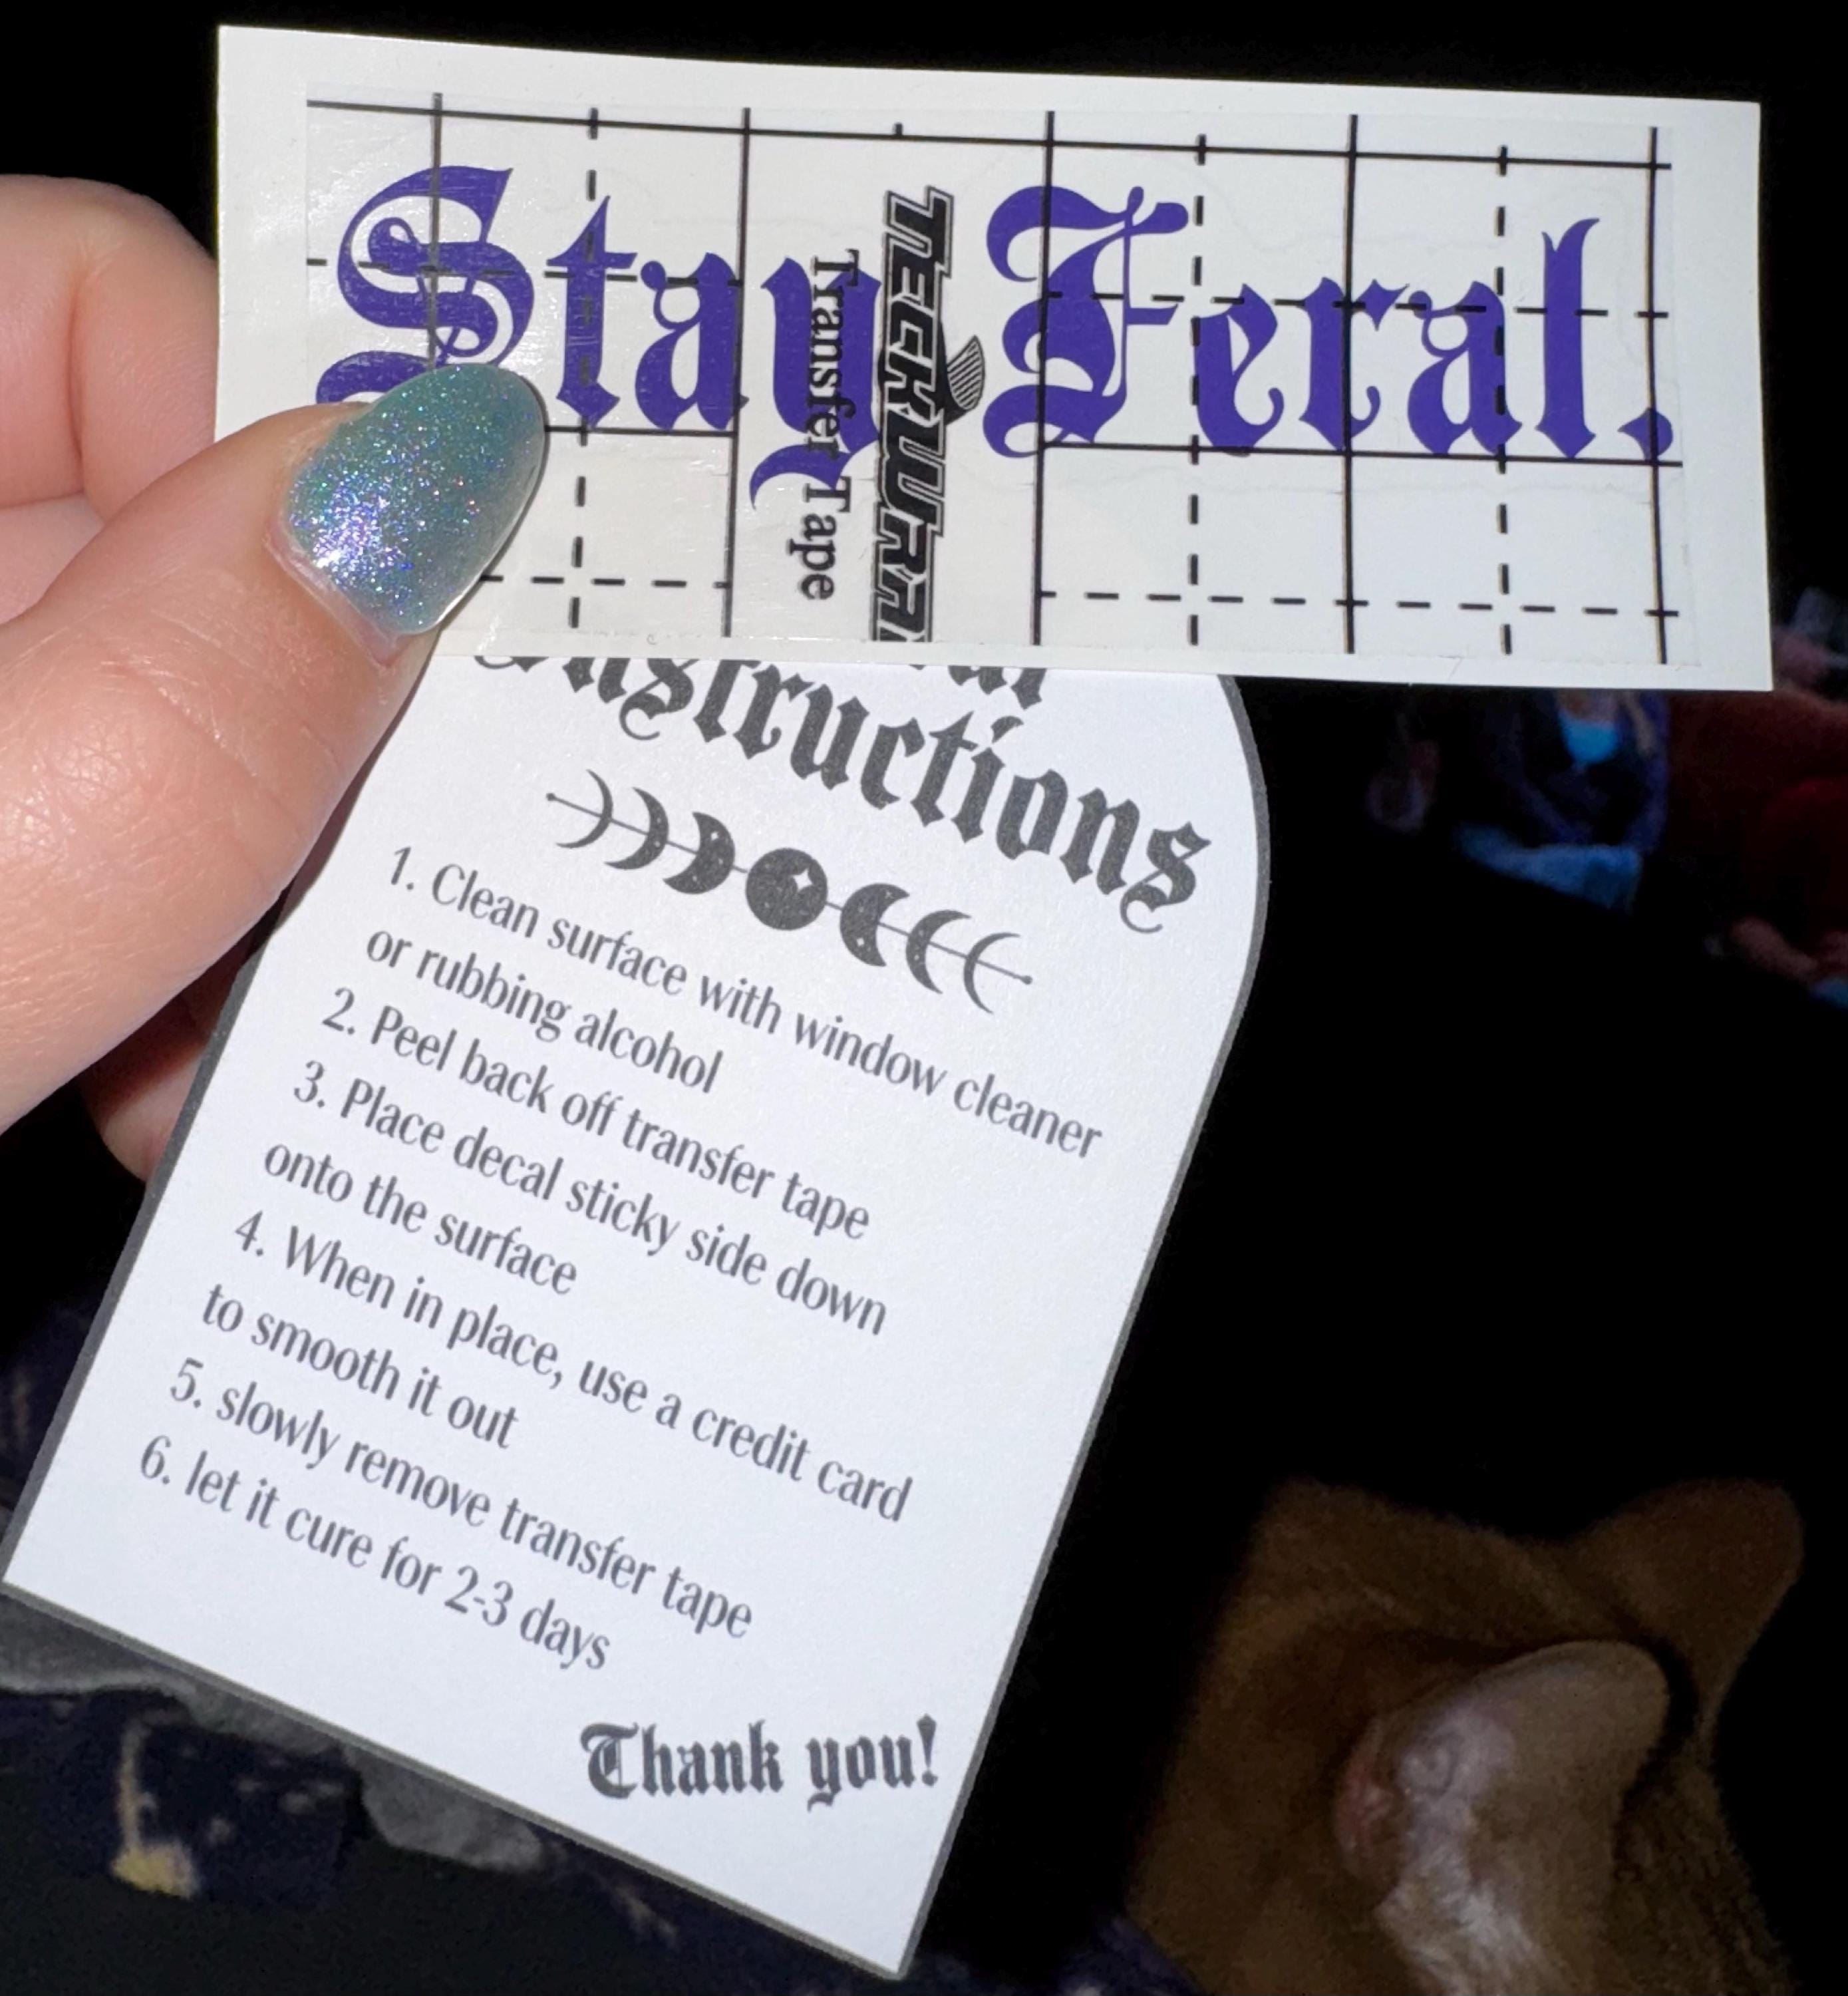 Stay Feral.
TECKWRAP
Transfer Tape
Instructions
1. Clean surface with window cleaner
or rubbing alcohol
2. Peel back off transfer tape
3. Place decal sticky side down
onto the surface
4. When in place, use a credit card
to smooth it out
5. slowly remove transfer tape
6. let it cure for 2-3 days
Thank you!